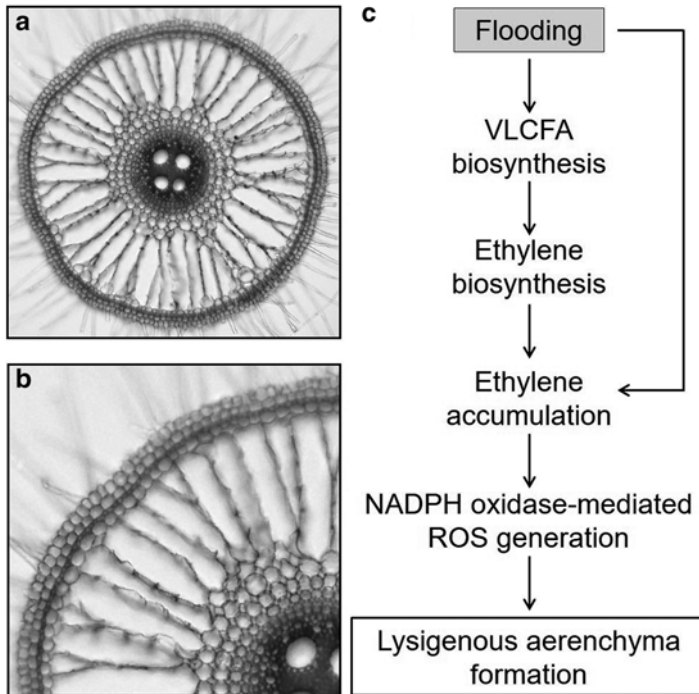 a
b
c
Flooding
VLCFA
biosynthesis
Ethylene
biosynthesis
Ethylene
accumulation
NADPH oxidase-mediated
ROS generation
Lysigenous aerenchyma
formation